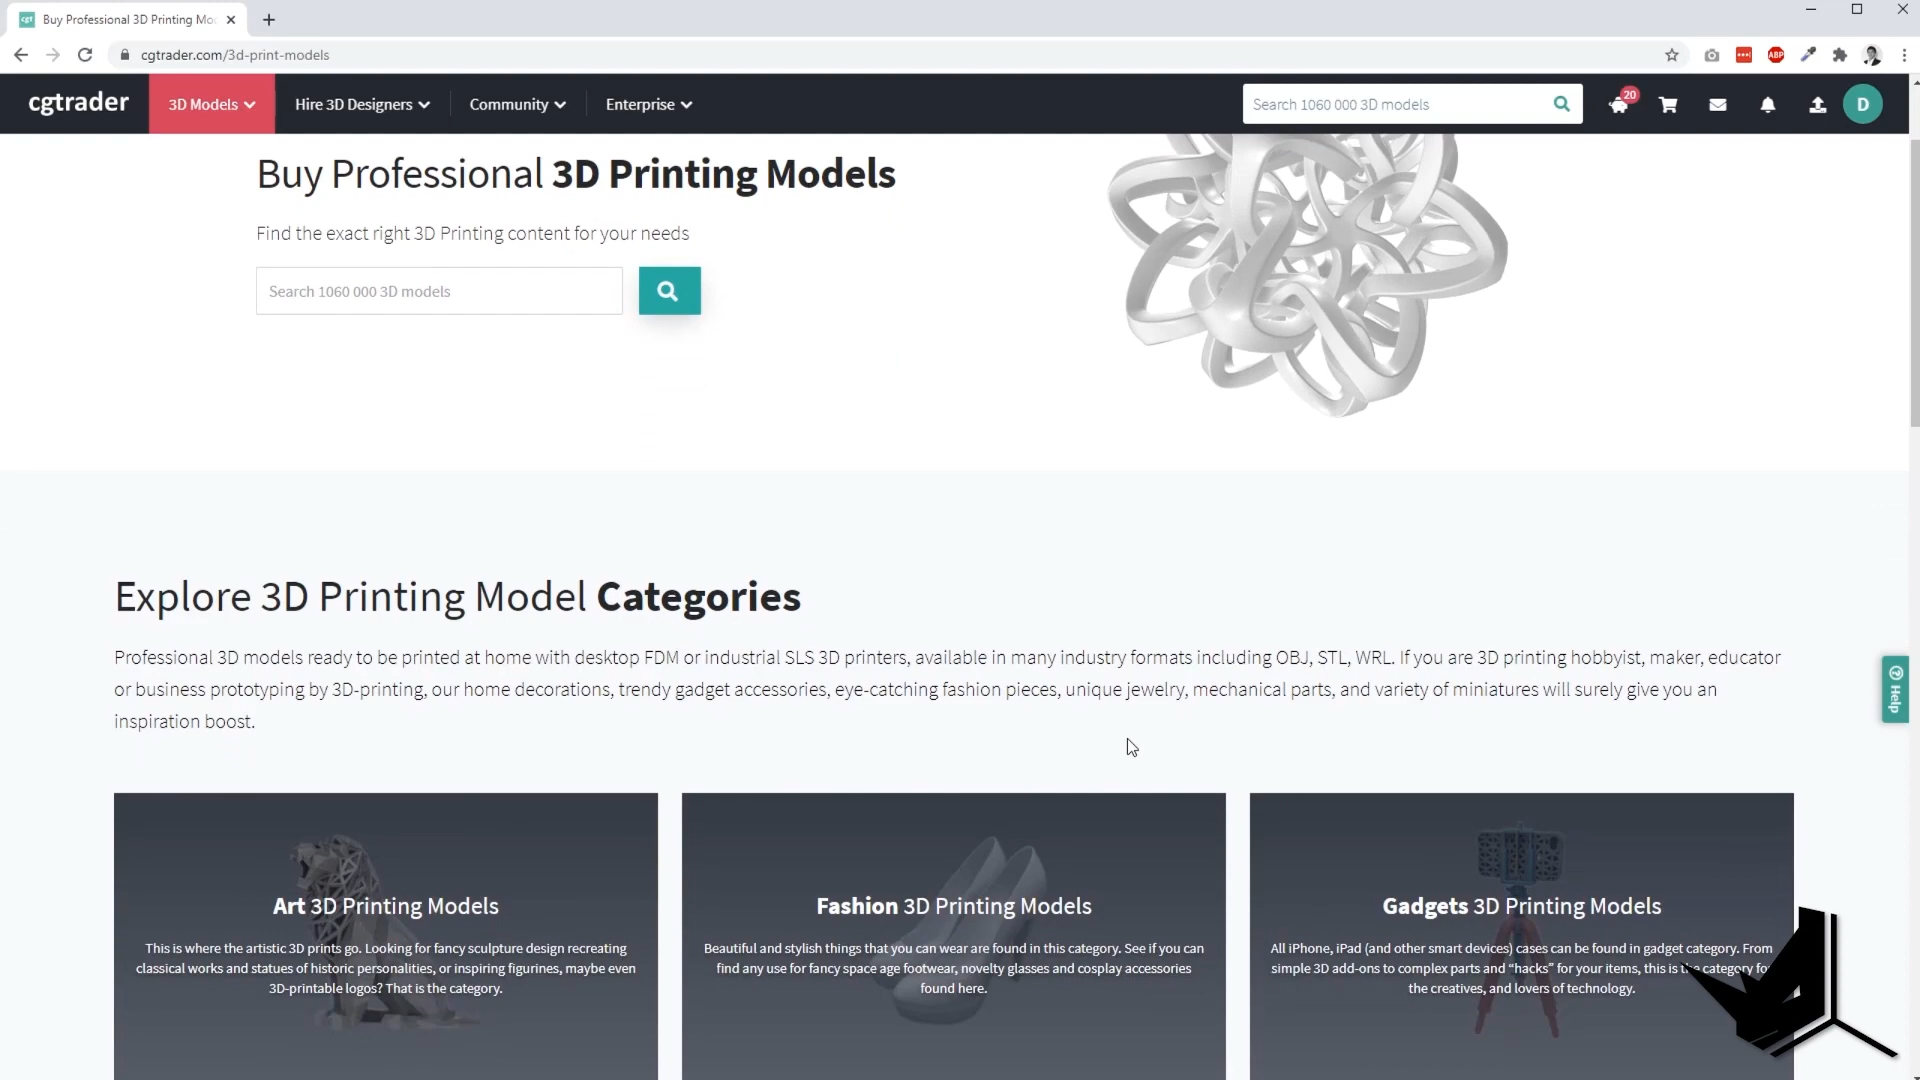 Buy Professional 3D Printing Mo
cgtrader.com/3d-print-models
ABP
cgtrader
3D Models
Hire 3D Designers
Community
Enterprise
Search 1060 000 3D models
20
D
Buy Professional 3D Printing Models
Find the exact right 3D Printing content for your needs
Search 1060 000 3D models
Explore 3D Printing Model Categories
Professional 3D models ready to be printed at home with desktop FDM or industrial SLS 3D printers, available in many industry formats including OBJ, STL, WRL. If you are 3D printing hobbyist, maker, educator
or business prototyping by 3D-printing, our home decorations, trendy gadget accessories, eye-catching fashion pieces, unique jewelry, mechanical parts, and variety of miniatures will surely give you an
inspiration boost.
Help
Art 3D Printing Models
This is where the artistic 3D prints go. Looking for fancy sculpture design recreating
classical works and statues of historic personalities, or inspiring figurines, maybe even
3D-printable logos? That is the category.
Fashion 3D Printing Models
Beautiful and stylish things that you can wear are found in this category. See if you can
find any use for fancy space age footwear, novelty glasses and cosplay accessories
found here.
Gadgets 3D Printing Models
All iPhone, iPad (and other smart devices) cases can be found in gadget category. From
simple 3D add-ons to complex parts and “hacks” for your items, this is the category fo
the creatives, and lovers of technology.